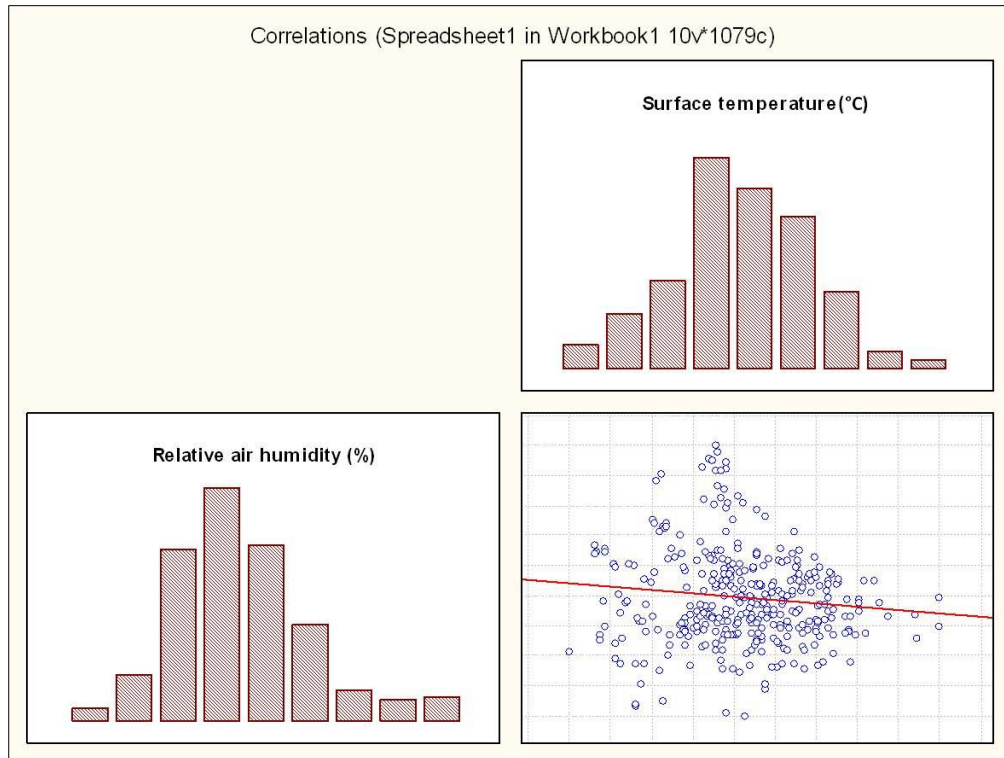 Correlations (Spreadsheet1 in Workbook1 10v*1079c)
Surface temperature(°C)
Relative air humidity (%)